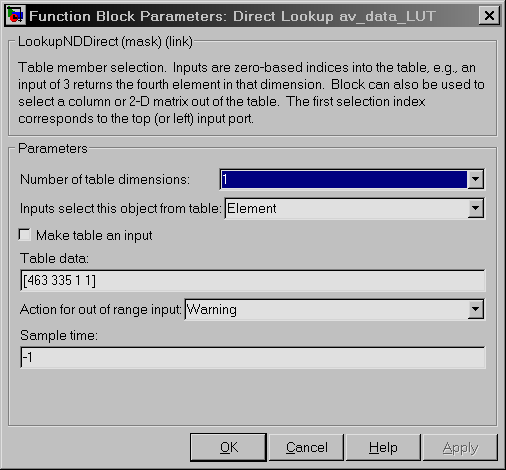 Function Block Parameters: Direct Lookup av_data_LUT
LookupNDDirect (mask) (link)
Table member selection. Inputs are zero-based indices into the table, e.g., an
input of 3 returns the fourth element in that dimension. Block can also be used to
select a column or 2-D matrix out of the table. The first selection index
corresponds to the top (or left) input port.
Parameters
Number of table dimensions: 1
Inputs select this object from table: Element
Make table an input
Table data:
[463 335 1 1]
Action for out of range input: Warning
Sample time:
-1
OK Cancel Help Apply